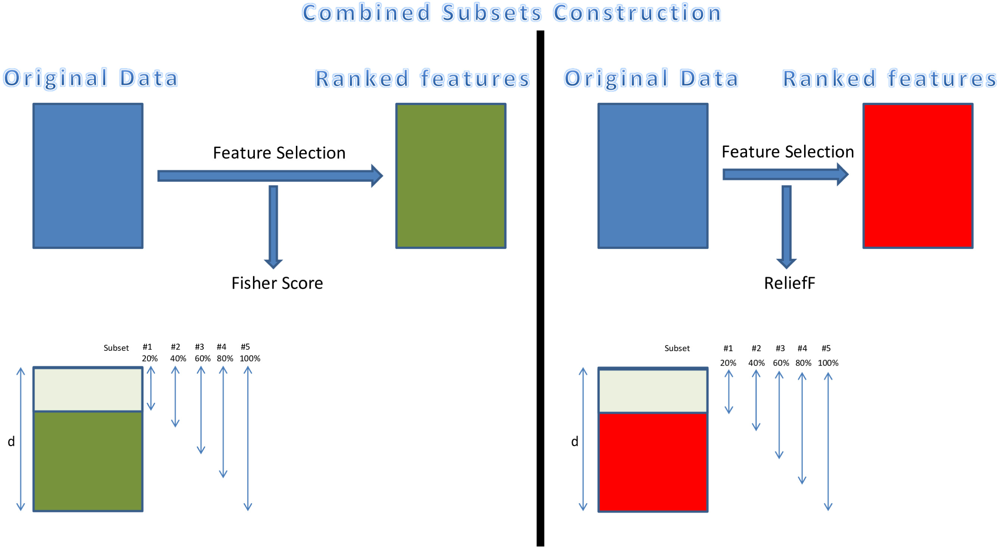 Combined Subsets Construction
Original Data
Ranked features
Feature Selection
Fisher Score
Subset #1 #2 #3 #4 #5
20% 40% 60% 80% 100%
d
Original Data
Ranked features
Feature Selection
ReliefF
Subset #1 #2 #3 #4 #5
20% 40% 60% 80% 100%
d